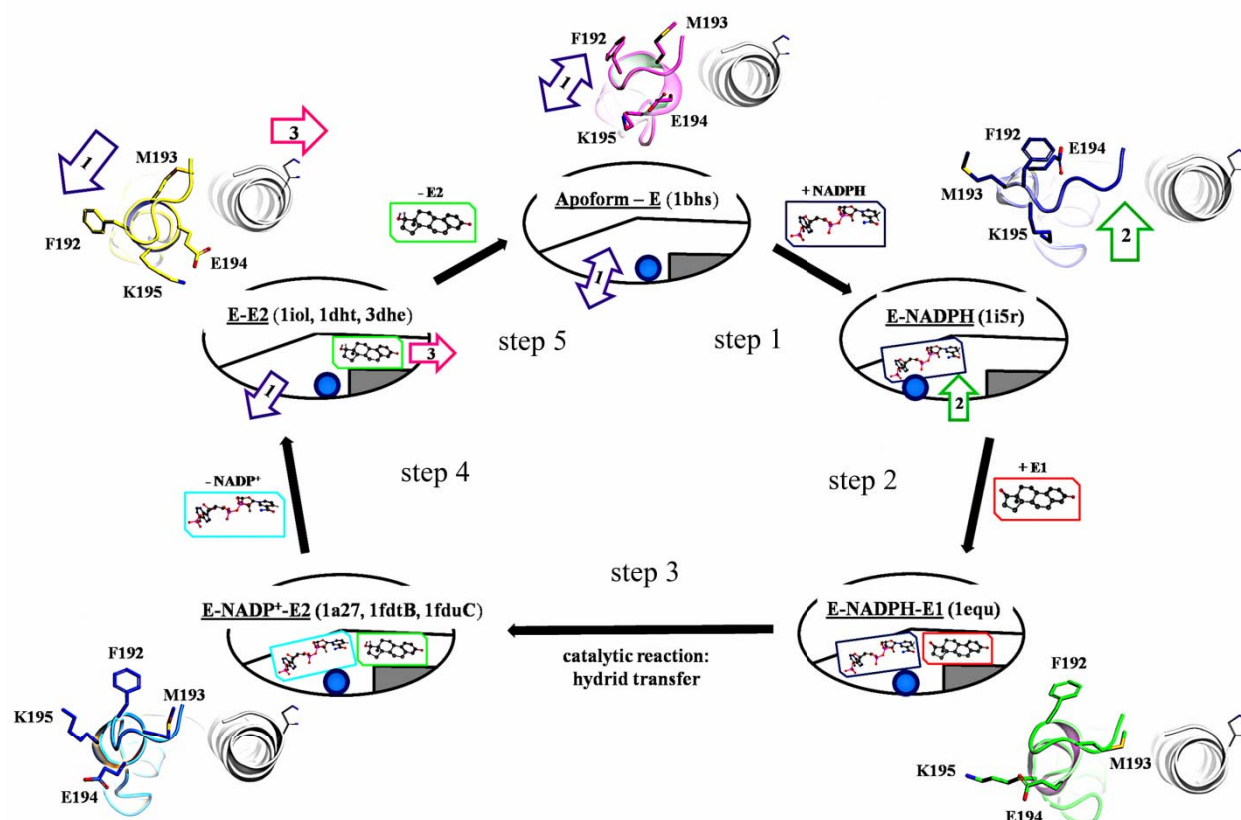 M193
F192
1
E194
K195
Apoform – E (1bhs)
1
+ NADPH
F192
E194
M193
K195
2
step 1
E-NADPH (1i5r)
2
step 2
+ E1
E-NADPH-E1 (1equ)
F192
K195
M193
E194
step 3
catalytic reaction:
hydrid transfer
E-NADP⁺-E2 (1a27, 1fdtB, 1fduC)
F192
M193
K195
E194
step 4
– NADP⁺
E-E2 (1iol, 1dht, 3dhe)
3
1
1
3
M193
F192
E194
K195
step 5
– E2